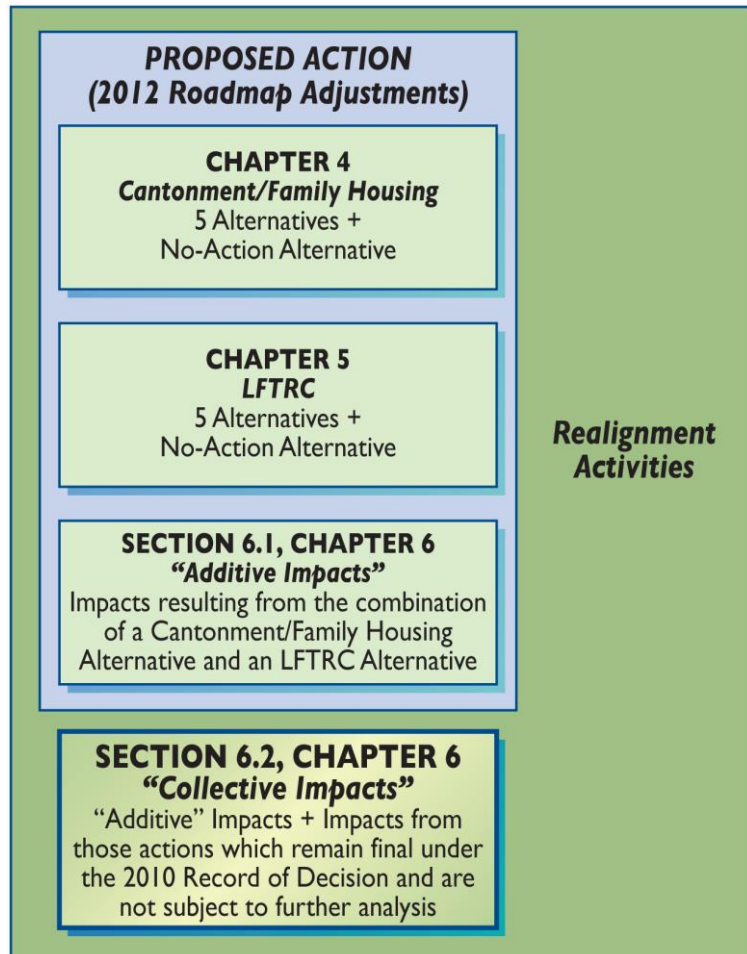 PROPOSED ACTION
(2012 Roadmap Adjustments)
CHAPTER 4
Cantonment/Family Housing
5 Alternatives +
No-Action Alternative
CHAPTER 5
LFTRC
5 Alternatives +
No-Action Alternative
SECTION 6.1, CHAPTER 6
“Additive Impacts”
Impacts resulting from the combination
of a Cantonment/Family Housing
Alternative and an LFTRC Alternative
SECTION 6.2, CHAPTER 6
“Collective Impacts”
“Additive” Impacts + Impacts from
those actions which remain final under
the 2010 Record of Decision and are
not subject to further analysis
Realignment
Activities